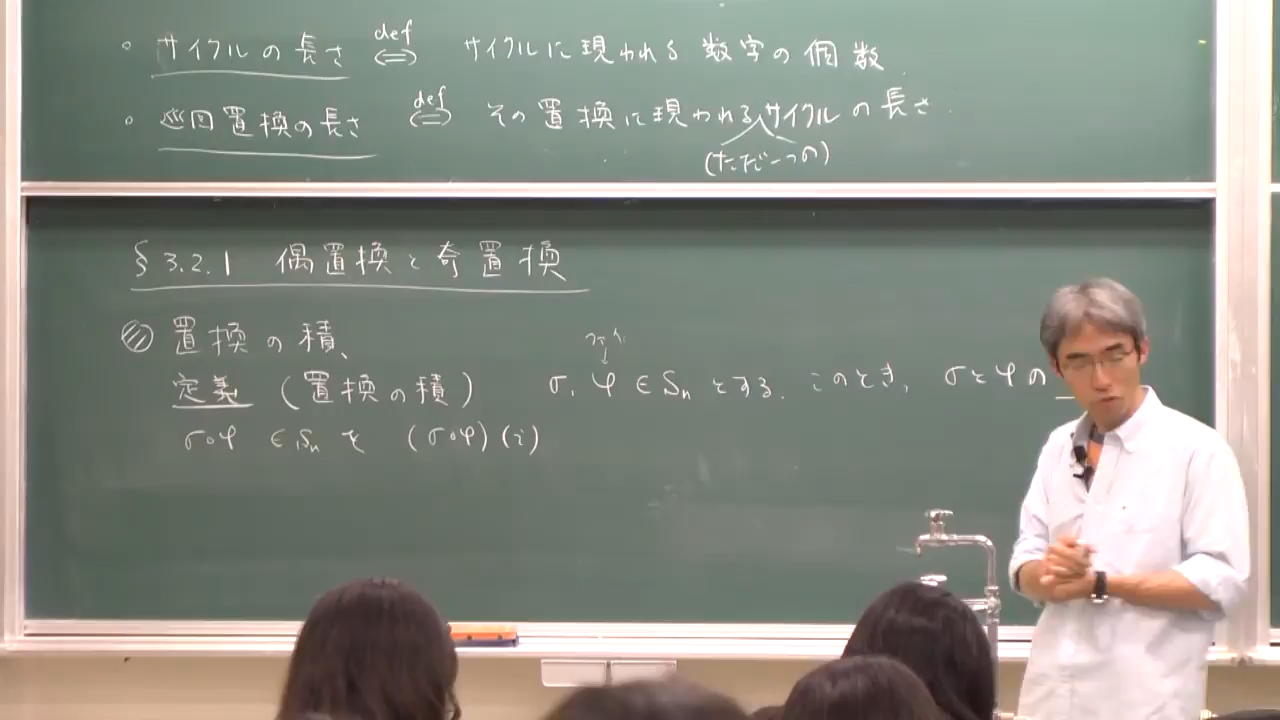 。サイクルの長さ def ⟺ サイクルに現われる数字の個数.
。巡回置換の長さ def ⟺ その置換に現われるサイクルの長さ.
(ただ一つの)
§3.2.1 偶置換と奇置換
置換の積、
ファイ
↓
定義 (置換の積) σ, φ ∈ Sn とする. このとき, σとφの
σ∘φ ∈ Sn を (σ∘φ)(i)